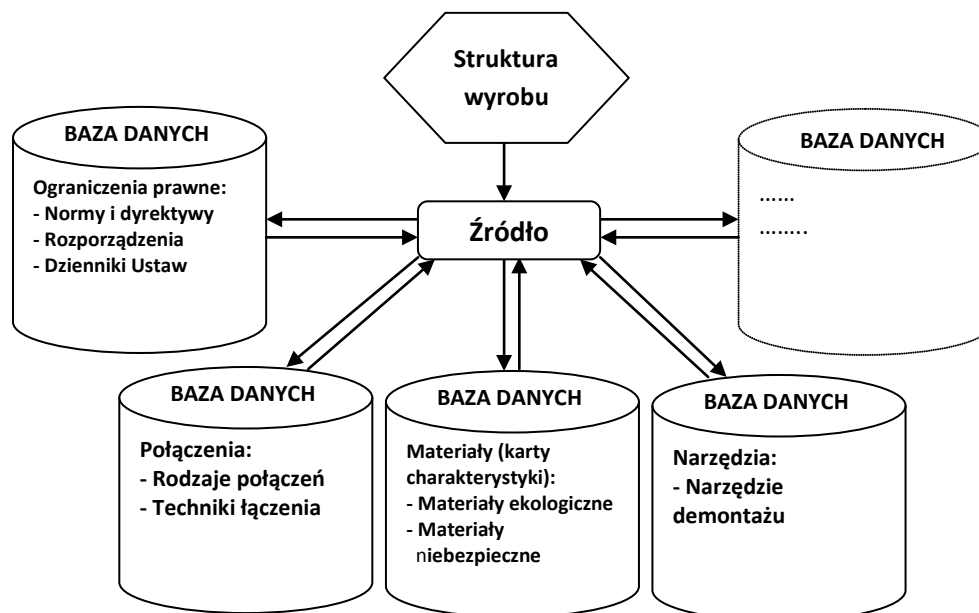 Struktura
wyrobu
BAZA DANYCH
Ograniczenia prawne:
- Normy i dyrektywy
- Rozporządzenia
- Dzienniki Ustaw
Źródło
BAZA DANYCH
......
........
BAZA DANYCH
Połączenia:
- Rodzaje połączeń
- Techniki łączenia
BAZA DANYCH
Materiały (karty
charakterystyki):
- Materiały ekologiczne
- Materiały
niebezpieczne
BAZA DANYCH
Narzędzia:
- Narzędzie
demontażu